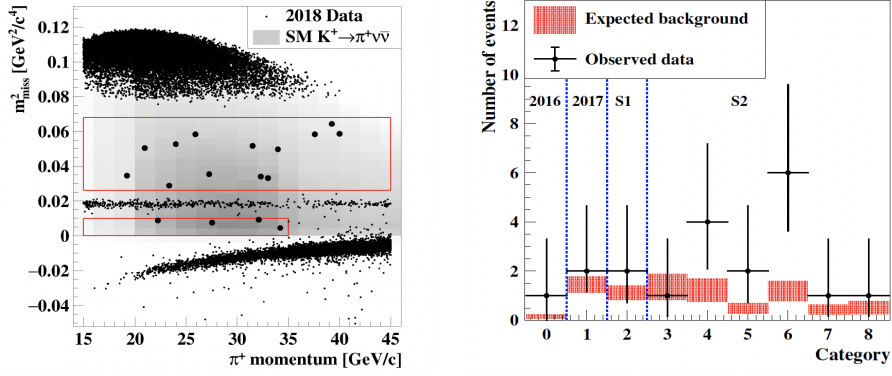 m²miss [GeV²/c⁴]
2018 Data
SM K⁺→π⁺νν̄
0.12
0.1
0.08
0.06
0.04
0.02
0
−0.02
−0.04
15 20 25 30 35 40 45
π⁺ momentum [GeV/c]
Number of events
Expected background
Observed data
12
10
8
6
4
2
0
2016 2017 S1 S2
0 1 2 3 4 5 6 7 8
Category